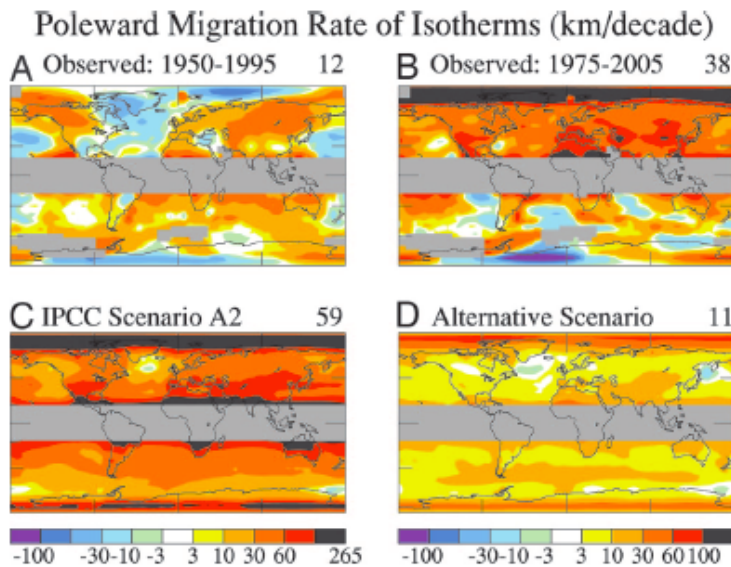 Poleward Migration Rate of Isotherms (km/decade)
A Observed: 1950-1995 12
B Observed: 1975-2005 38
C IPCC Scenario A2 59
D Alternative Scenario 11
-100 -30 -10 -3 3 10 30 60 265
-100 -30 -10 -3 3 10 30 60 100